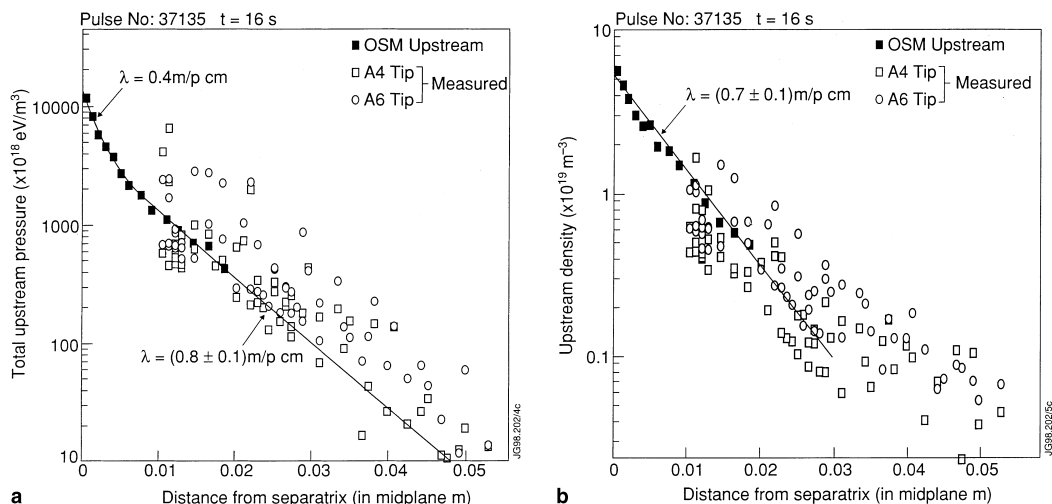 Pulse No: 37135 t = 16 s
OSM Upstream
A4 Tip
A6 Tip
Measured
λ = 0.4m/p cm
λ = (0.8 ± 0.1)m/p cm
10000
1000
100
10
0
0.01
0.02
0.03
0.04
0.05
Total upstream pressure (x10¹⁸ eV/m³)
Distance from separatrix (in midplane m)
JG98.202/4c
a
Pulse No: 37135 t = 16 s
OSM Upstream
A4 Tip
A6 Tip
Measured
λ = (0.7 ± 0.1)m/p cm
10
1
0.1
0
0.01
0.02
0.03
0.04
0.05
Upstream density (x10¹⁹ m⁻³)
Distance from separatrix (in midplane m)
JG98.202/5c
b